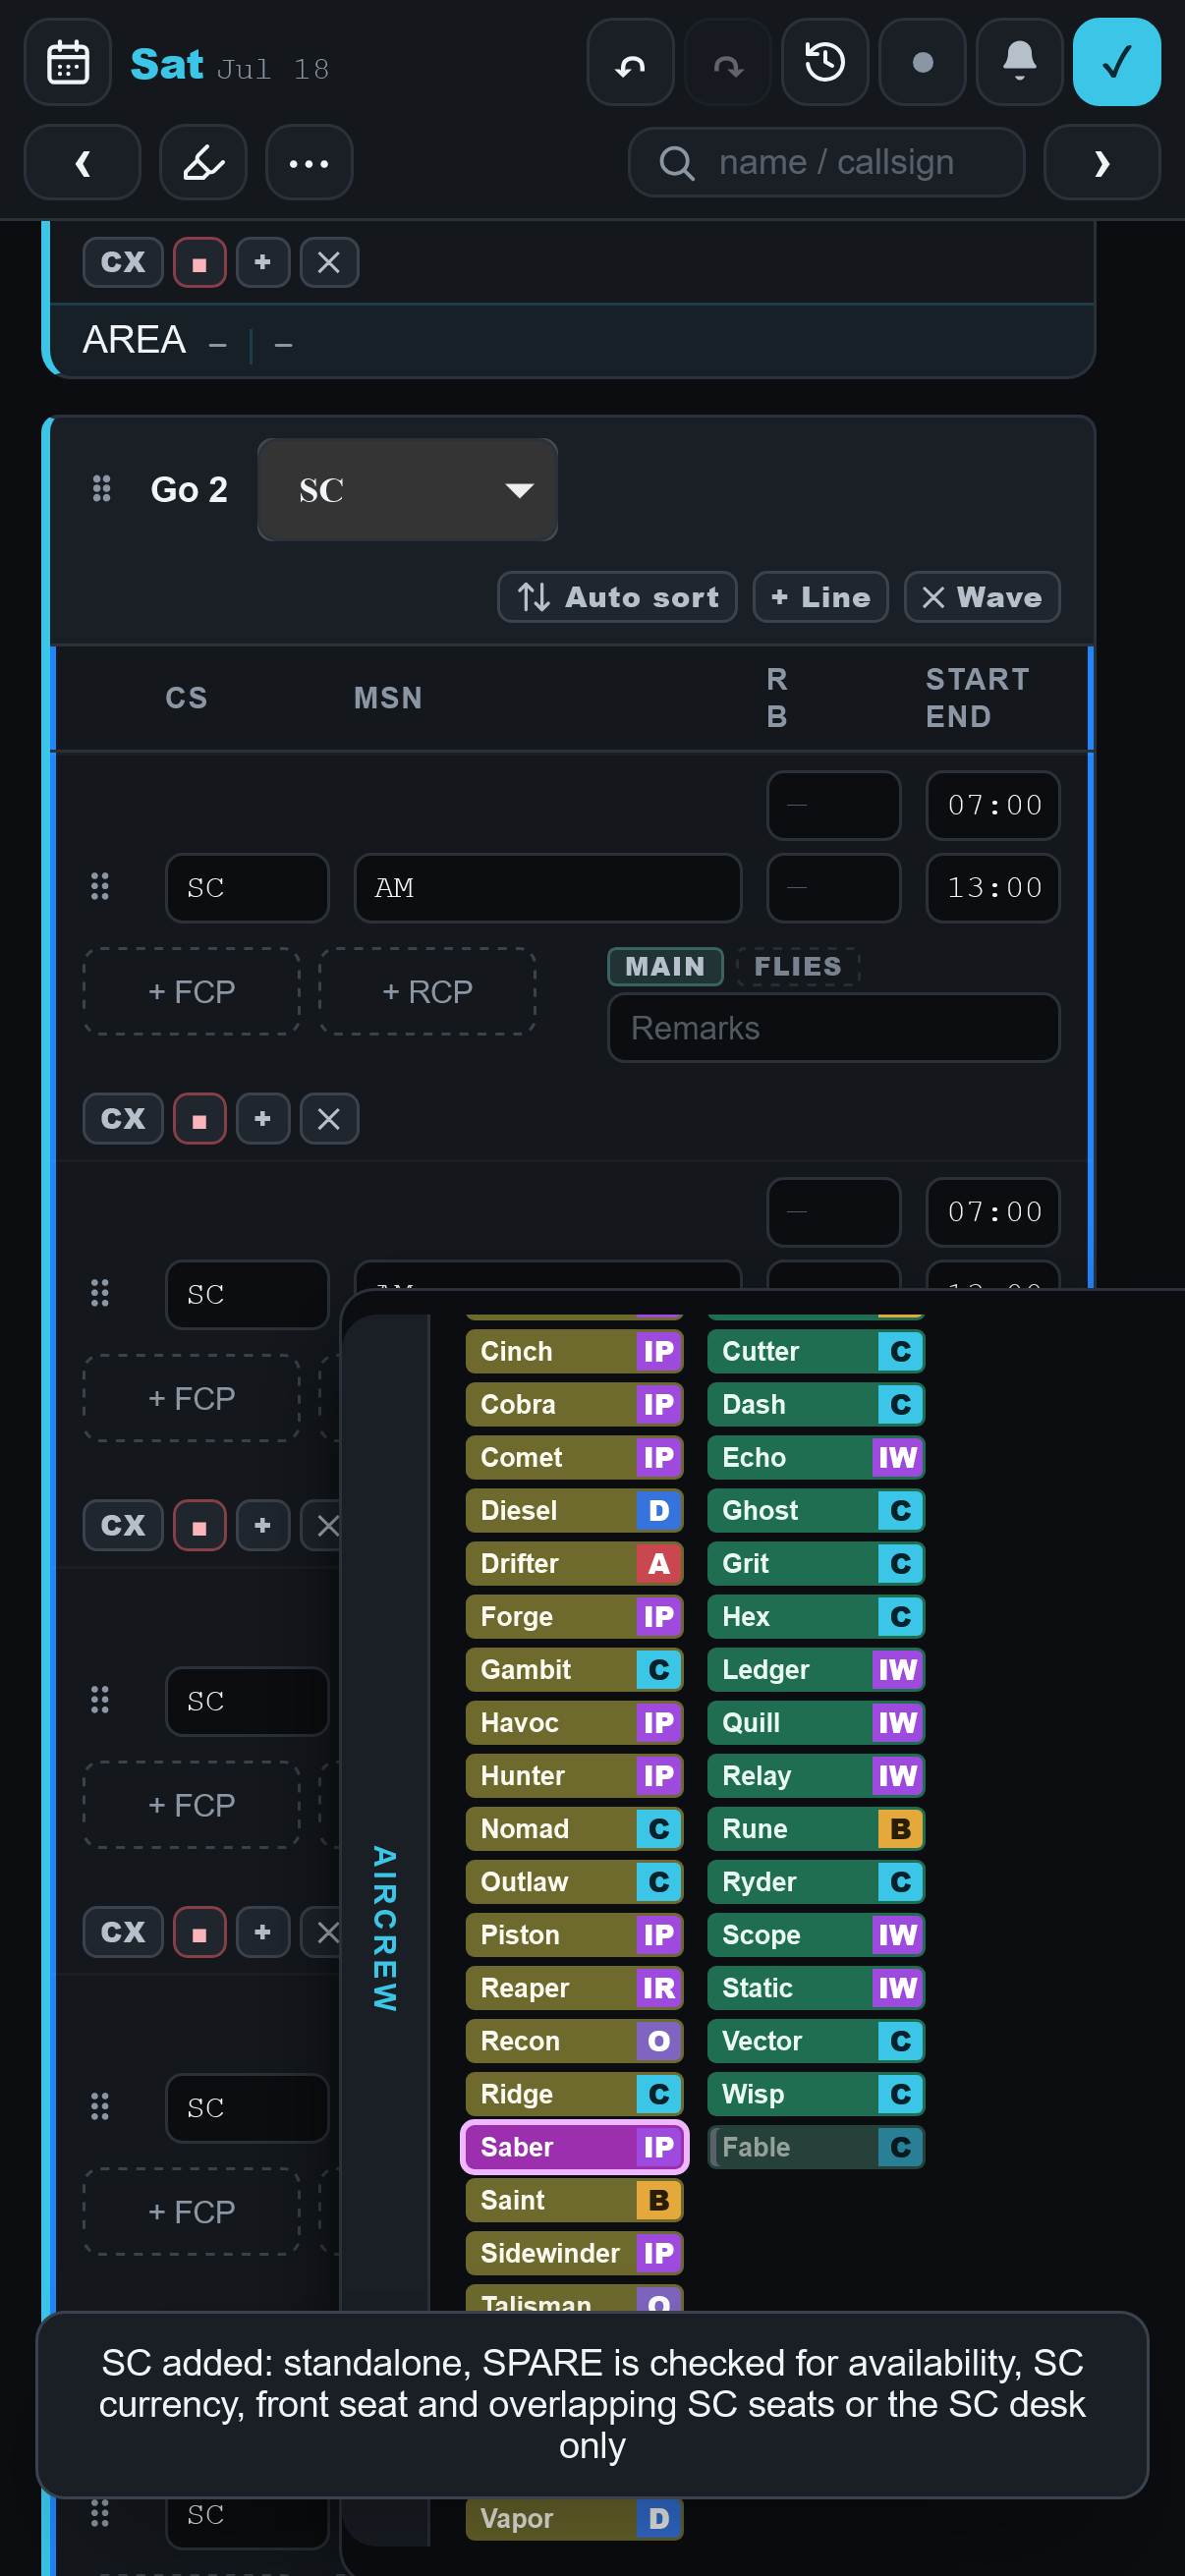 Sat Jul 18
name / callsign
CX +
AREA – | –
Go 2 SC
Auto sort + Line Wave
CS MSN R B START END
— 07:00
SC AM — 13:00
+ FCP + RCP MAIN FLIES
Remarks
CX +
— 07:00
SC
+ FCP
CX +
SC
+ FCP
CX +
SC
+ FCP
SC
AIRCREW
Cinch IP Cutter C
Cobra IP Dash C
Comet IP Echo IW
Diesel D Ghost C
Drifter A Grit C
Forge IP Hex C
Gambit C Ledger IW
Havoc IP Quill IW
Hunter IP Relay IW
Nomad C Rune B
Outlaw C Ryder C
Piston IP Scope IW
Reaper IR Static IW
Recon O Vector C
Ridge C Wisp C
Saber IP Fable C
Saint B
Sidewinder IP
Talisman O
SC added: standalone, SPARE is checked for availability, SC
currency, front seat and overlapping SC seats or the SC desk
only
Vapor D